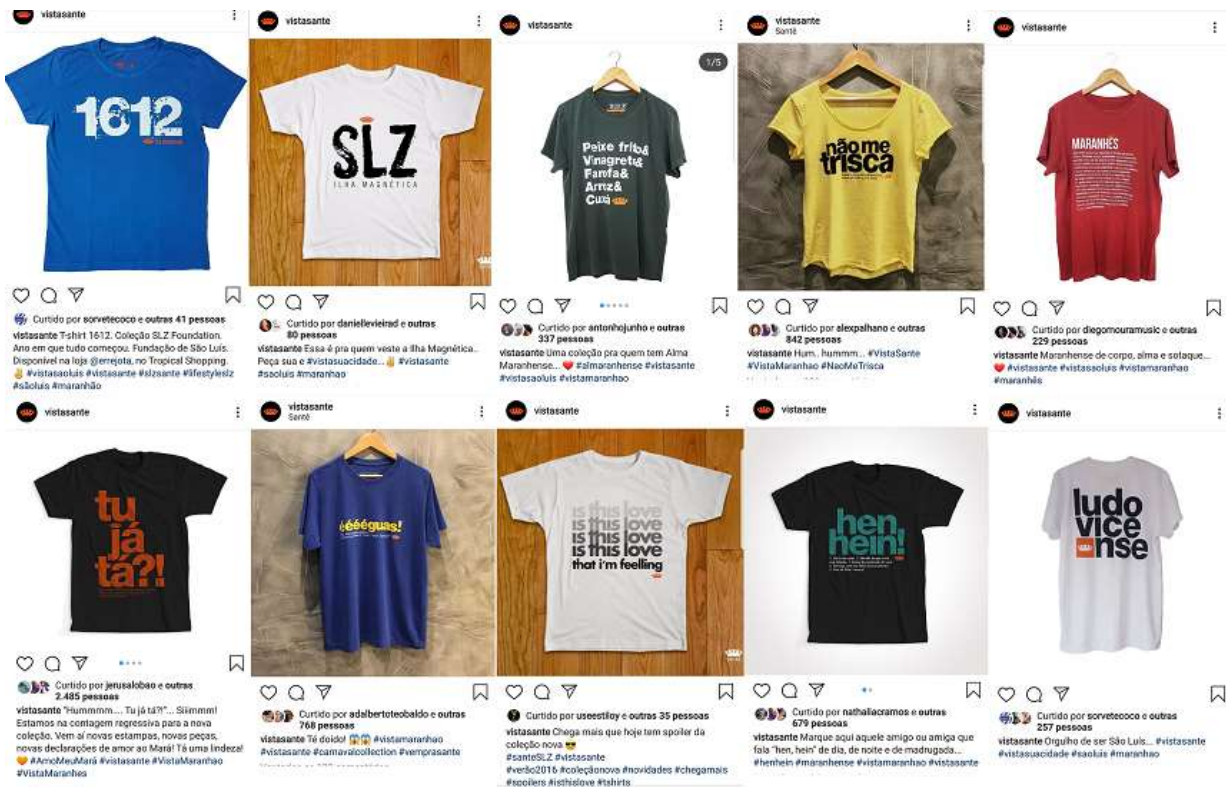 vistasante
1612
Curtido por sorvetecoco e outras 41 pessoas
vistasante T-shirt 1612. Coleção SLZ Foundation.
Ano em que tudo começou. Fundação de São Luís.
Disponível na loja @errejota, no Tropical Shopping.
✌ #vistasaoluis #vistasante #slzsante #lifestyleslz
#sãoluis #maranhão
vistasante
SLZ
ILHA MAGNÉTICA
Curtido por daniellevieirad e outras
80 pessoas
vistasante Essa é pra quem veste a Ilha Magnética..
Peça sua e #vistasuacidade...✌ #vistasante
#saoluis #maranhao
vistasante
1/5
Peixe frito&
Vinagrete&
Farofa&
Arroz&
Cuxá
Curtido por antonhojunho e outras
337 pessoas
vistasante Uma coleção pra quem tem Alma
Maranhense... ❤ #almaranhense #vistasante
#vistasaoluis #vistamaranhao
vistasante
Santé
não me
trisca
Curtido por alexpalhano e outras
842 pessoas
vistasante Hum.. hummm... #VistaSante
#VistaMaranhao #NaoMeTrisca
vistasante
MARANHÊS
Curtido por diegomouramusic e outras
229 pessoas
vistasante Maranhense de corpo, alma e sotaque...
❤ #vistasante #vistasaoluis #vistamaranhao
#maranhês
vistasante
tu
já
tá?!
Curtido por jerusalobao e outras
2.485 pessoas
vistasante "Hummmm.... Tu já tá?!"... Siiimmm!
Estamos na contagem regressiva para a nova
coleção. Vem aí novas estampas, novas peças,
novas declarações de amor ao Mará! Tá uma lindeza!
🧡 #AmoMeuMará #vistasante #VistaMaranhao
#VistaMaranhes
vistasante
Santé
éééguas!
Curtido por adalbertoteobaldo e outras
768 pessoas
vistasante Té doido! 😱😱 #vistamaranhao
#vistasante #carnavalcollection #vemprasante
vistasante
is this love
is this love
is this love
is this love
that i'm feelling
Curtido por useestiloy e outras 35 pessoas
vistasante Chega mais que hoje tem spoiler da
coleção nova 😎
#santeSLZ #vistasante
#verão2016 #coleçãonova #novidades #chegamais
#spoilers #isthislove #tshirts
vistasante
hen
hein!
Curtido por nathaliacramos e outras
679 pessoas
vistasante Marque aqui aquele amigo ou amiga que
fala "hen, hein" de dia, de noite e de madrugada...
#henhein #maranhense #vistamaranhao #vistasante
vistasante
ludo
vice
nse
Curtido por sorvetecoco e outras
257 pessoas
vistasante Orgulho de ser São Luís... #vistasante
#vistasuacidade #saoluis #maranhao